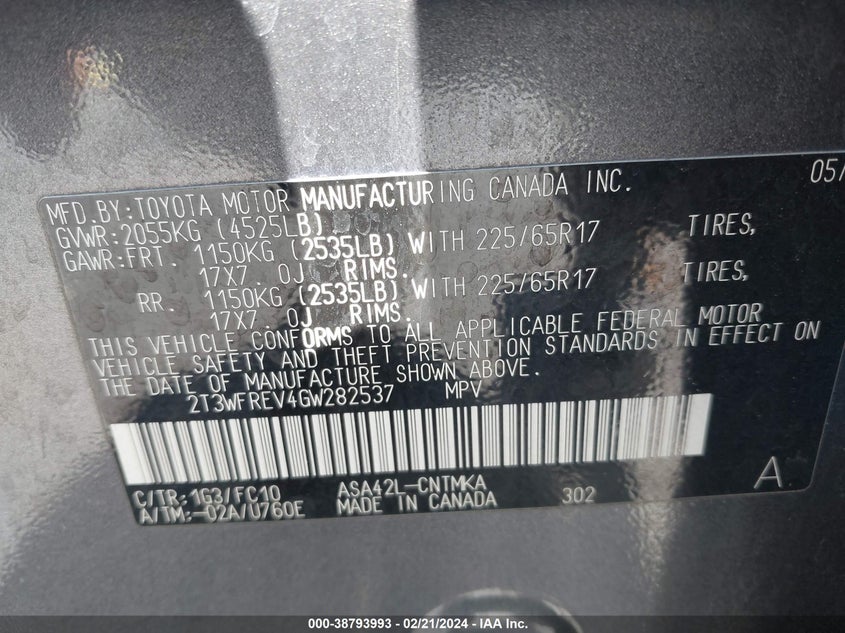 MFD.BY:TOYOTA MOTOR MANUFACTURING CANADA INC. 05/
GVWR:2055KG (4525LB)
GAWR:FRT. 1150KG (2535LB) WITH 225/65R17 TIRES,
17X7.0J RIMS.
RR. 1150KG (2535LB) WITH 225/65R17 TIRES,
17X7.0J RIMS.
THIS VEHICLE CONFORMS TO ALL APPLICABLE FEDERAL MOTOR
VEHICLE SAFETY AND THEFT PREVENTION STANDARDS IN EFFECT ON
THE DATE OF MANUFACTURE SHOWN ABOVE.
2T3WFREV4GW282537 MPV
C/TR:1G3/FC10 ASA42L-CNTMKA 302 A
A/TM:-02A/U760E MADE IN CANADA
000-38793993 - 02/21/2024 - IAA Inc.